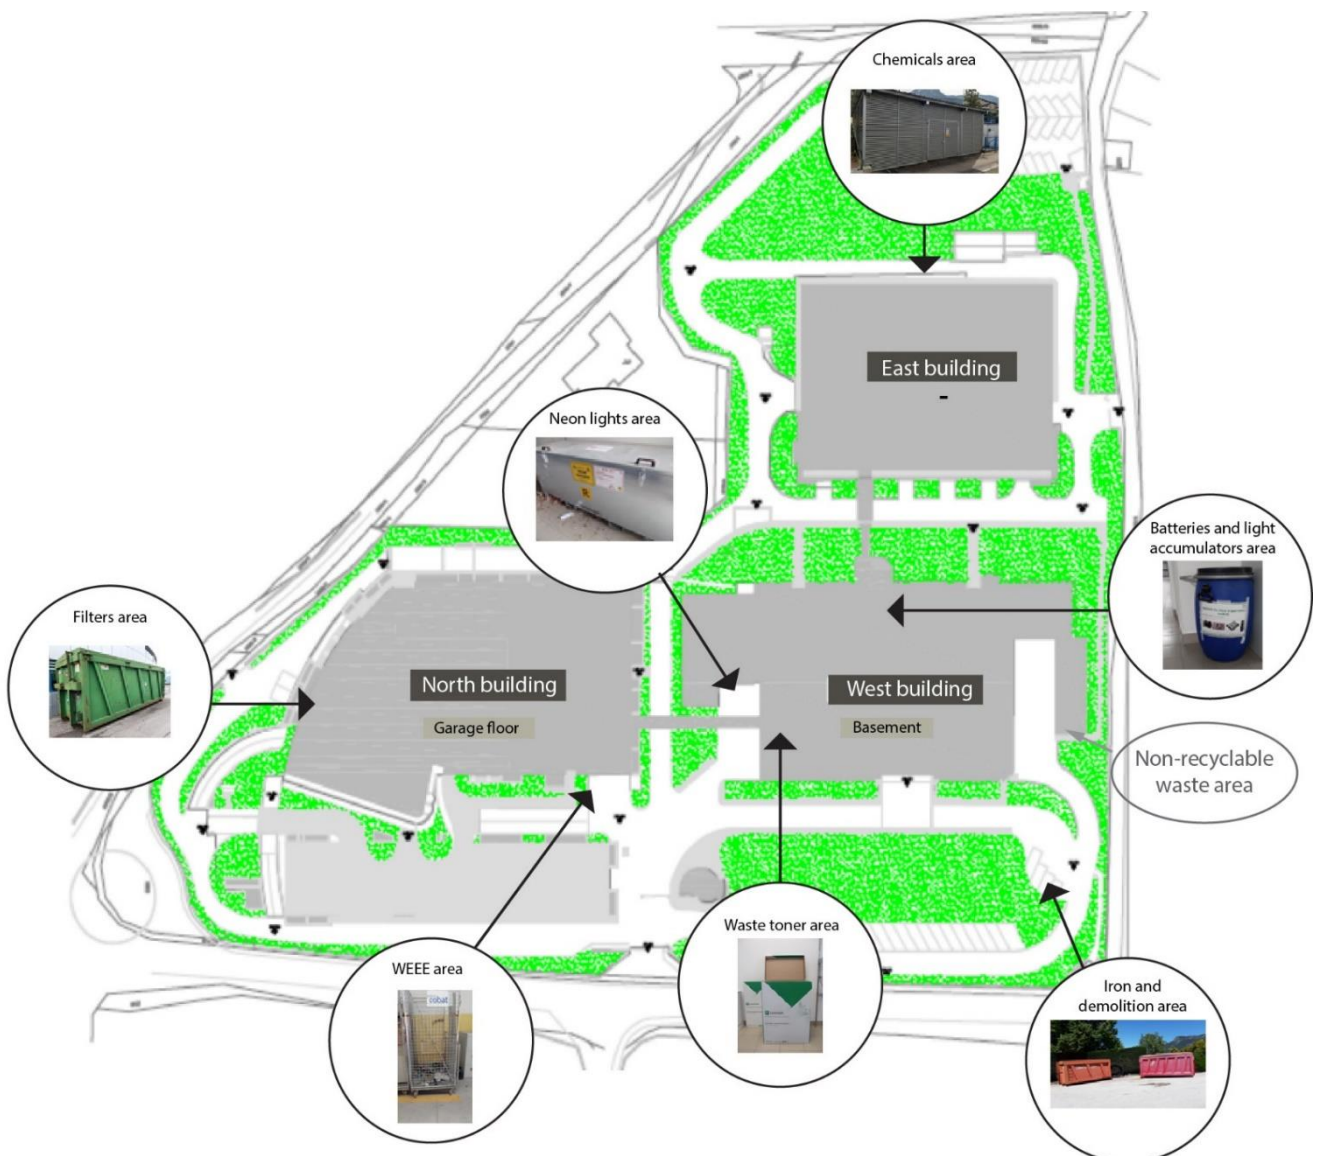 Chemicals area
East building
-
Neon lights area
Batteries and light
accumulators area
Filters area
North building
Garage floor
West building
Basement
Non-recyclable
waste area
Waste toner area
WEEE area
Iron and
demolition area